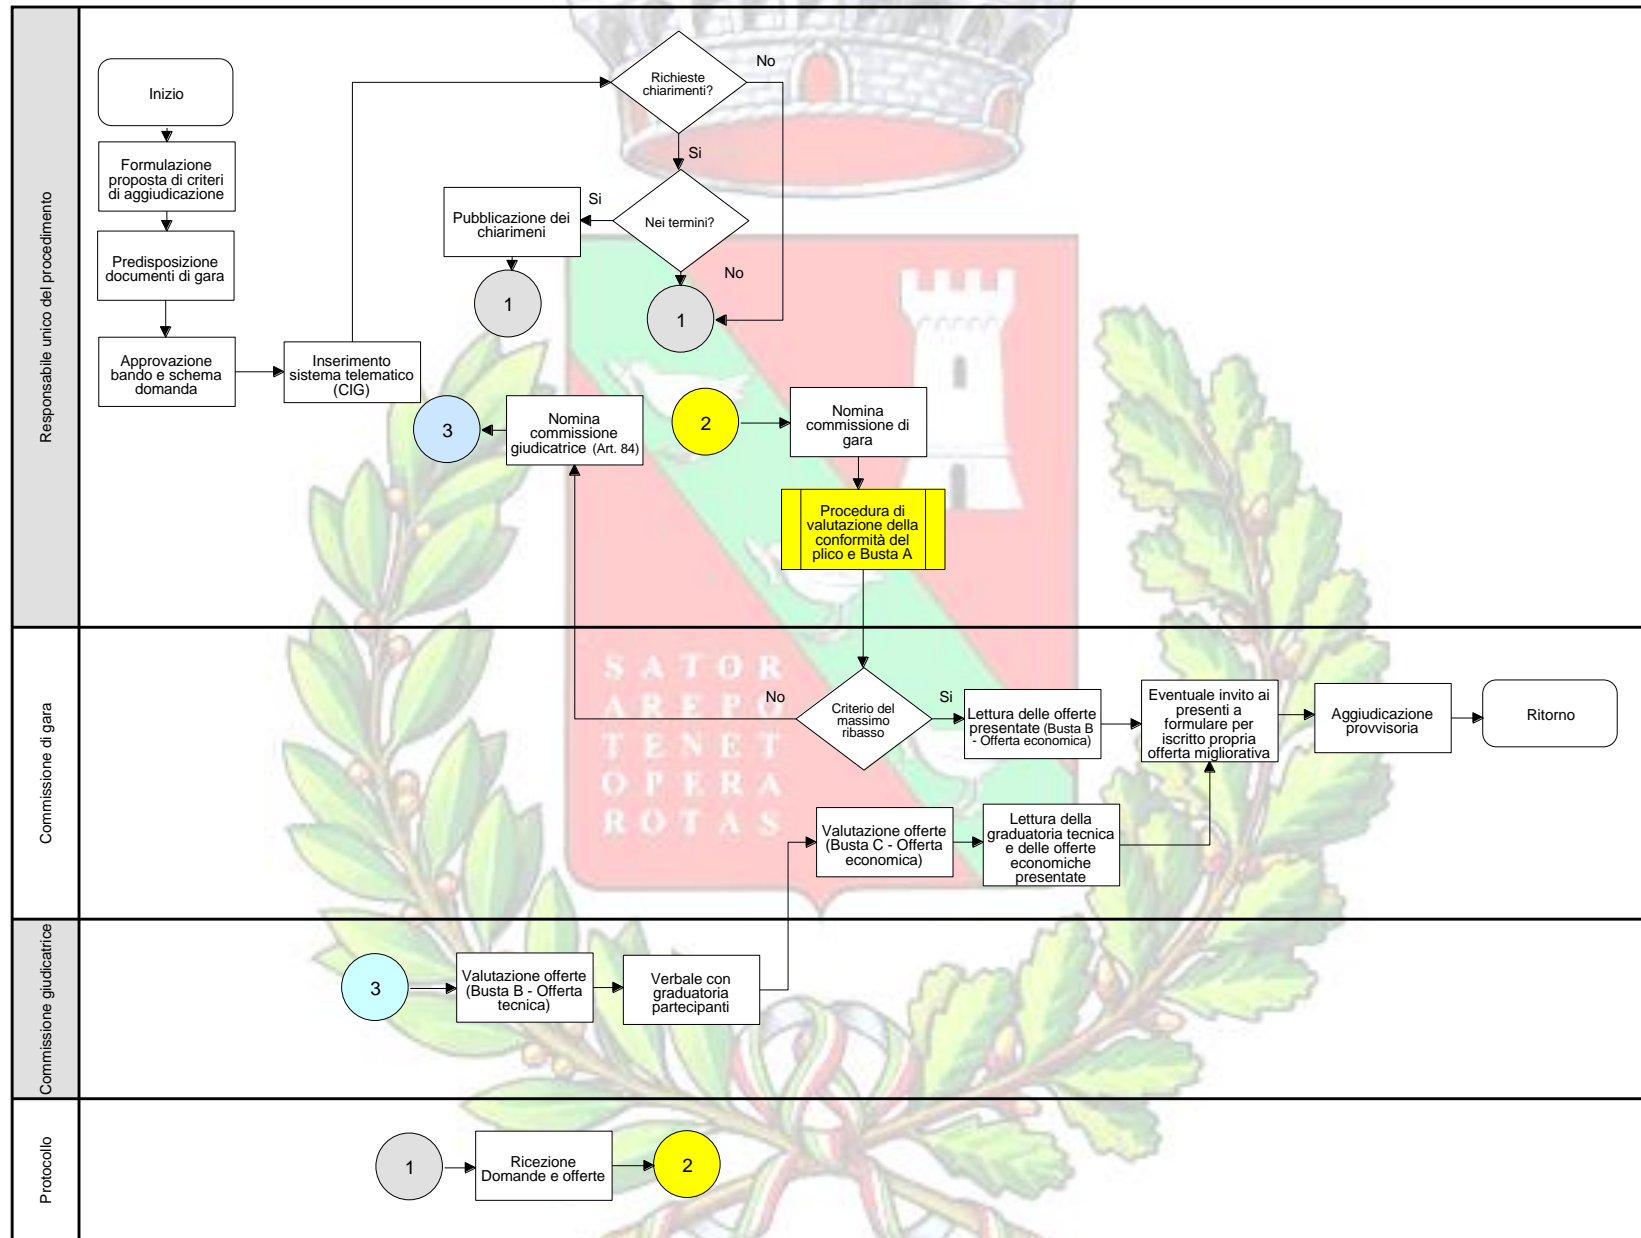 Responsabile unico del procedimento
Inizio
Formulazione
proposta di criteri
di aggiudicazione
Predisposizione
documenti di gara
Approvazione
bando e schema
domanda
Inserimento
sistema telematico
(CIG)
Richieste
chiarimenti?
No
Si
Nei termini?
Si
No
Pubblicazione dei
chiarimeni
1
1
3
Nomina
commissione
giudicatrice (Art. 84)
2
Nomina
commissione di
gara
Procedura di
valutazione della
conformità del
plico e Busta A
Commissione di gara
SATOR
AREPO
TENET
OPERA
ROTAS
No
Criterio del
massimo
ribasso
Si
Lettura delle offerte
presentate (Busta B
- Offerta economica)
Eventuale invito ai
presenti a
formulare per
iscritto propria
offerta migliorativa
Aggiudicazione
provvisoria
Ritorno
Valutazione offerte
(Busta C - Offerta
economica)
Lettura della
graduatoria tecnica
e delle offerte
economiche
presentate
Commissione giudicatrice
3
Valutazione offerte
(Busta B - Offerta
tecnica)
Verbale con
graduatoria
partecipanti
Protocollo
1
Ricezione
Domande e offerte
2